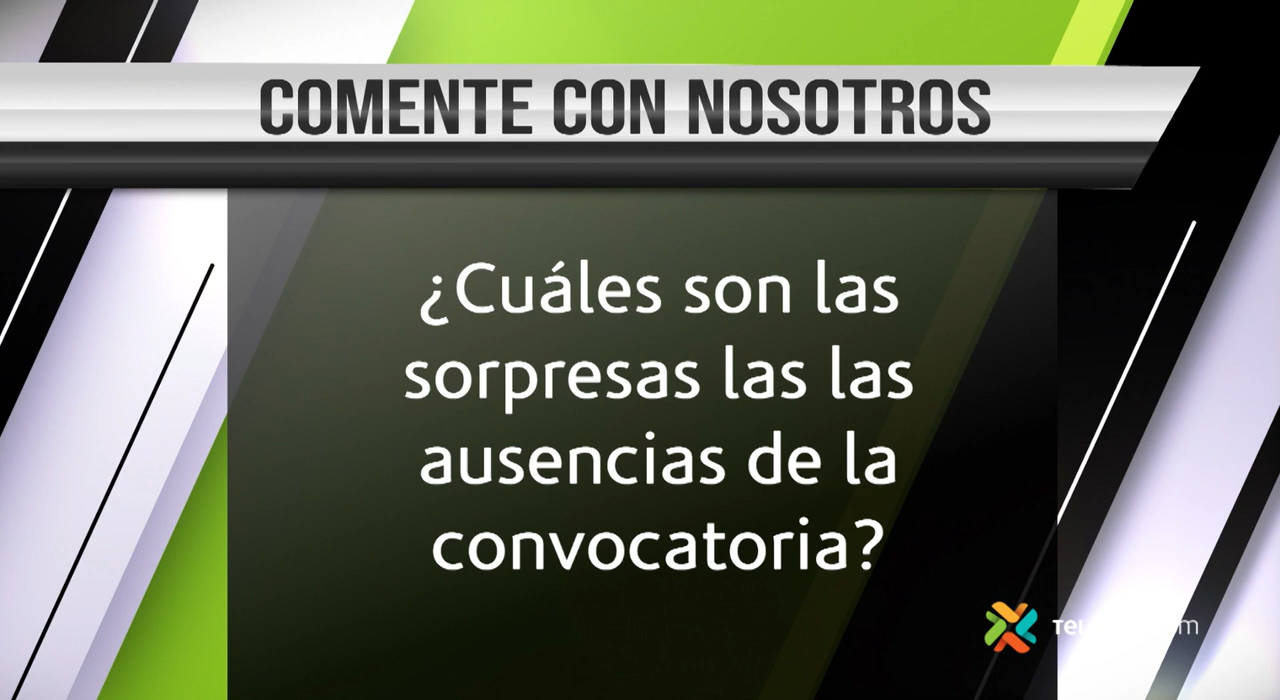 COMENTE CON NOSOTROS
¿Cuáles son las
sorpresas las las
ausencias de la
convocatoria?